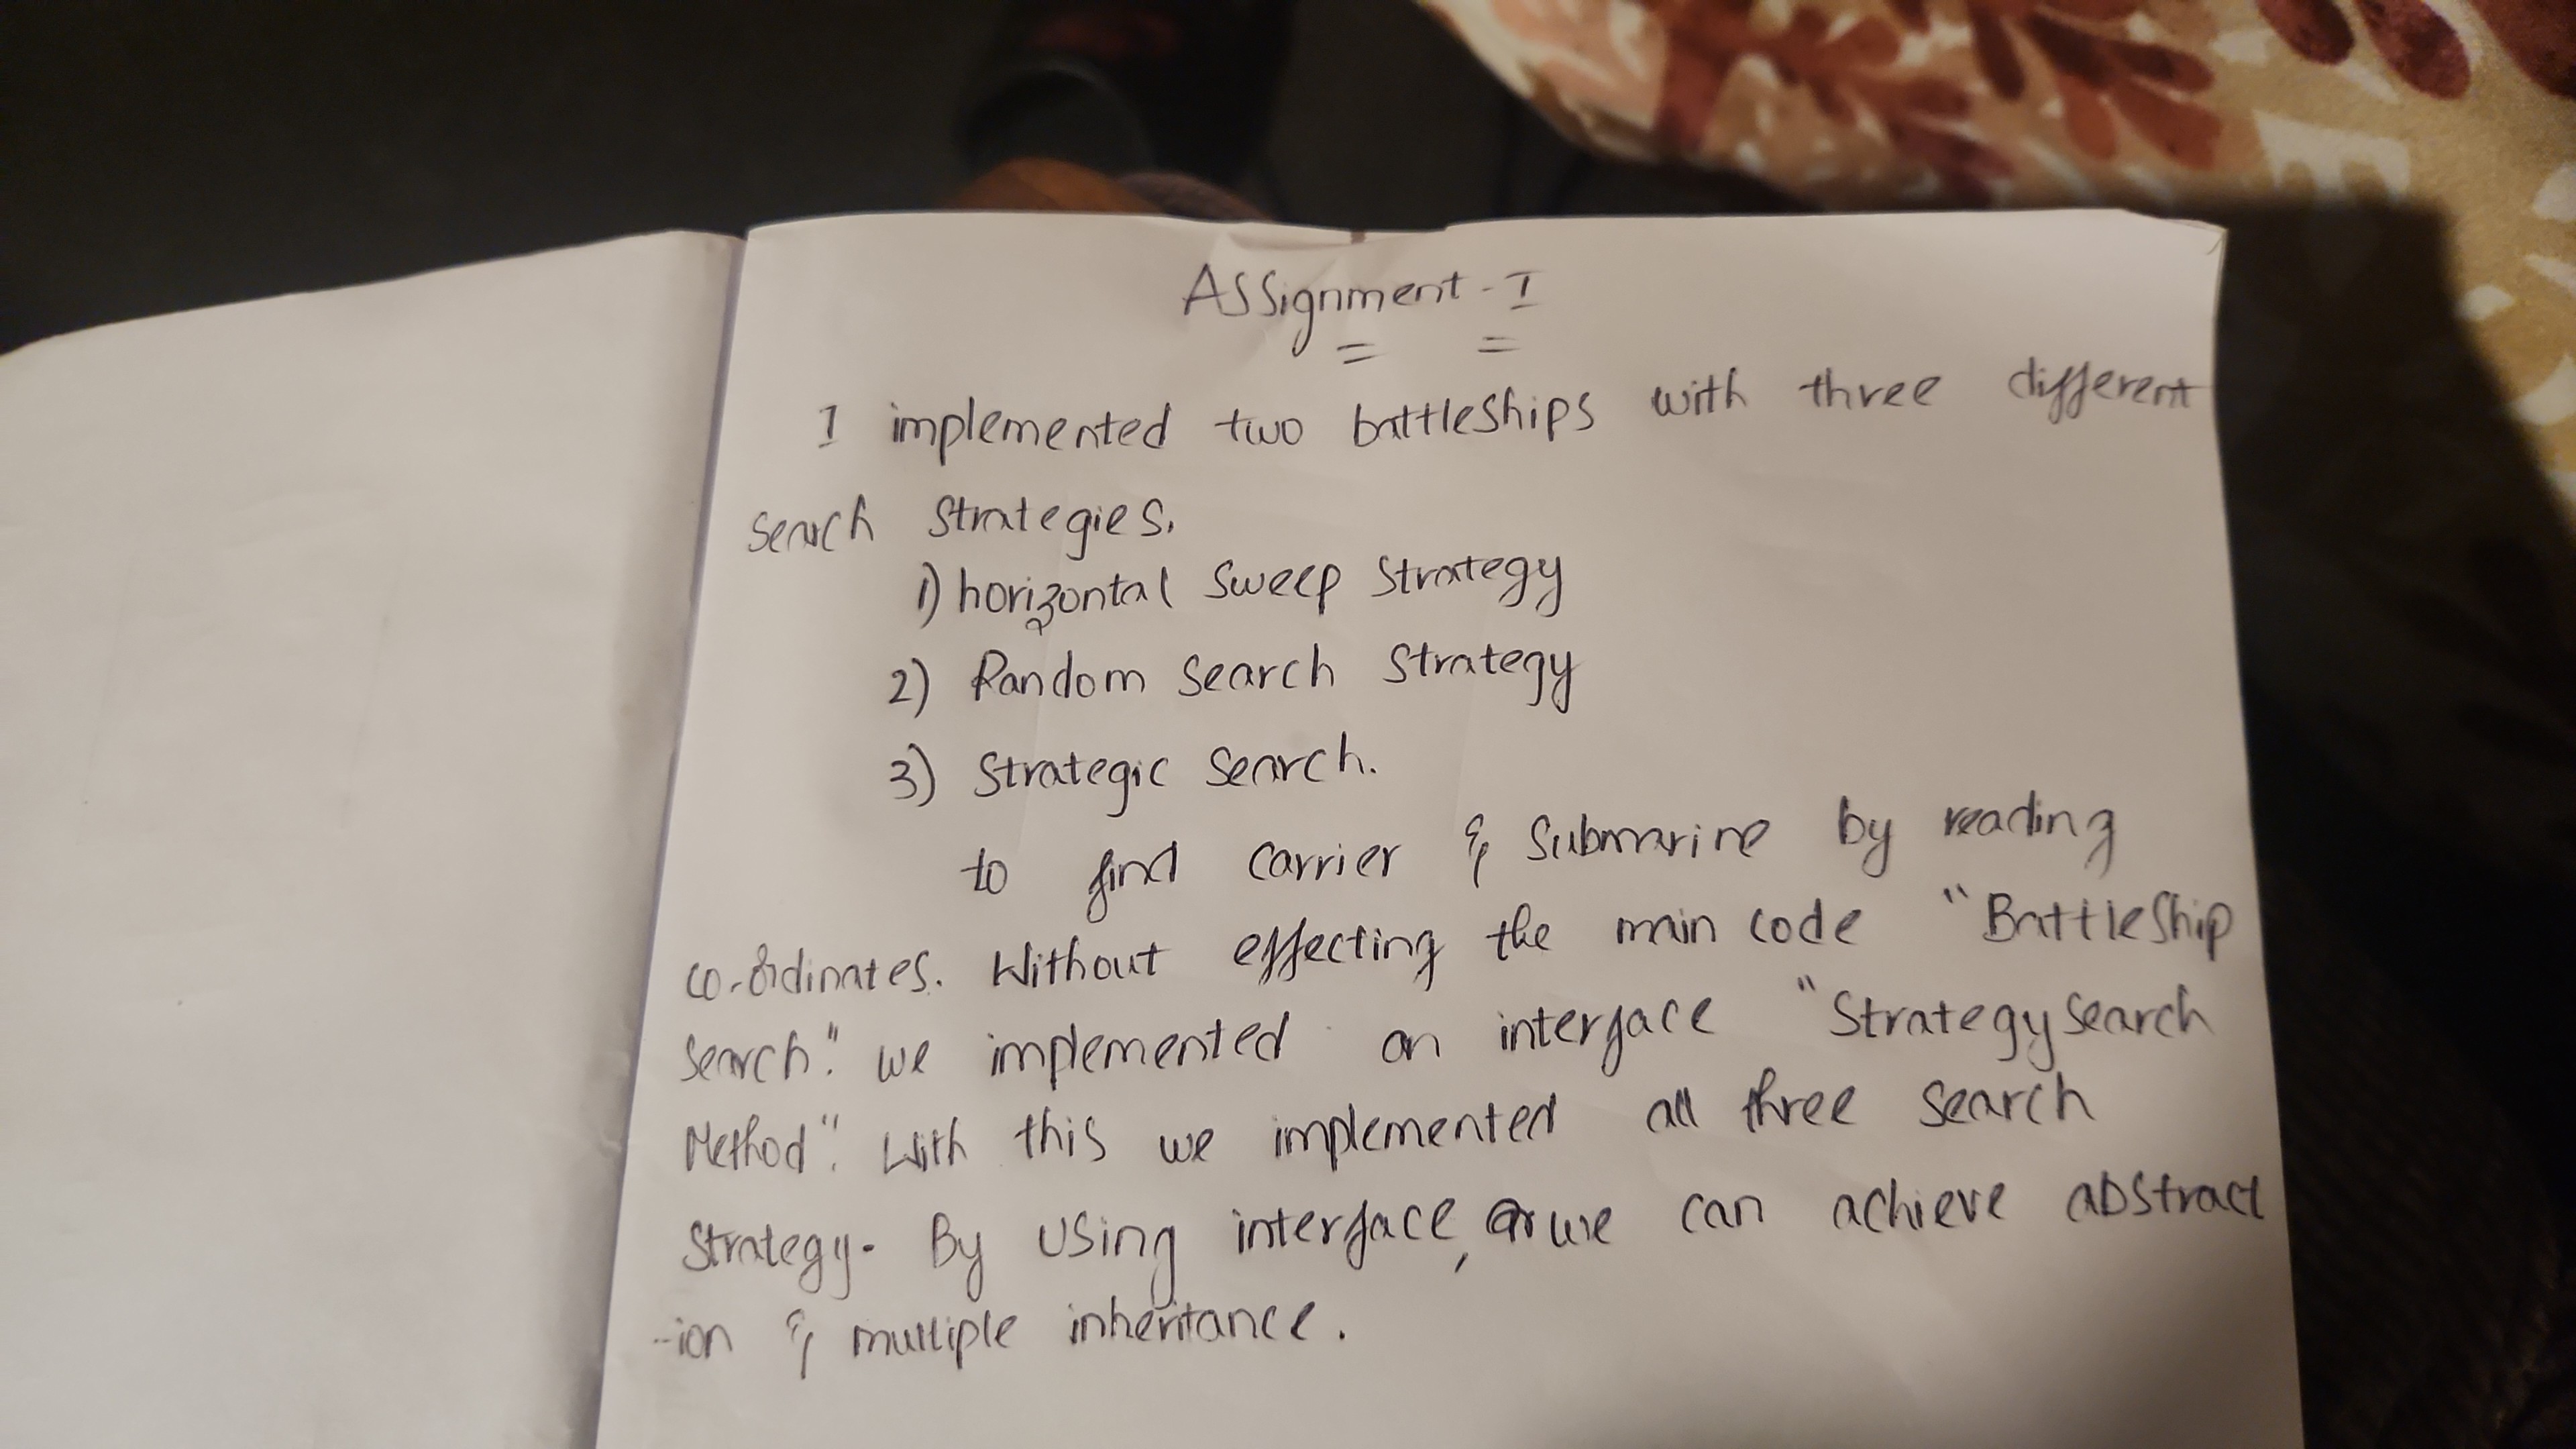 Assignment - I
I implemented two battleships with three different
search strategies.
1) horizontal sweep strategy
2) Random search strategy
3) strategic search.
to find carrier & submarine by reading
co-ordinates. Without effecting the main code "Battleship
search." we implemented an interface "Strategy search
Method". With this we implemented all three search
strategy. By using interface, we can achieve abstract
-ion & multiple inheritance.